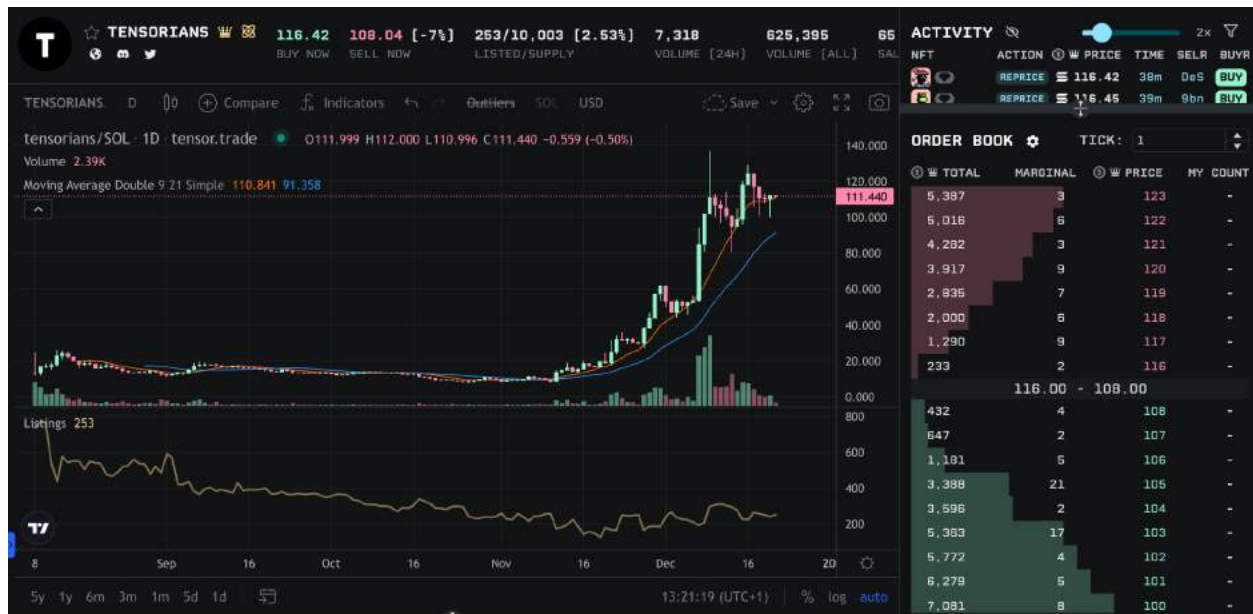 T
TENSORIANS
116.42
BUY NOW
108.04 [-7%]
SELL NOW
253/10,003 [2.53%]
LISTED/SUPPLY
7,318
VOLUME [24H]
625,395
VOLUME [ALL]
65
SAL
TENSORIANS.
D
Compare
Indicators
Outliers
SOL
USD
Save
tensorians/SOL · 1D · tensor.trade
O111.999 H112.000 L110.996 C111.440 −0.559 (−0.50%)
Volume 2.39K
Moving Average Double 9 21 Simple 110.841 91.358
140.000
120.000
111.440
100.000
80.000
60.000
40.000
20.000
0.000
Listings 253
800
600
400
200
8 Sep 16 Oct 16 Nov 16 Dec 16 20
5y 1y 6m 3m 1m 5d 1d
13:21:19 (UTC+1) % log auto
ACTIVITY
2x
NFT ACTION PRICE TIME SELR BUYR
REPRICE 116.42 38m DeS BUY
REPRICE 116.45 39m 9bn BUY
ORDER BOOK
TICK: 1
TOTAL MARGINAL PRICE MY COUNT
5,387 3 123 -
5,016 6 122 -
4,282 3 121 -
3,917 9 120 -
2,835 7 119 -
2,000 6 118 -
1,290 9 117 -
233 2 116 -
116.00 - 108.00
432 4 108 -
647 2 107 -
1,181 5 106 -
3,388 21 105 -
3,596 2 104 -
5,363 17 103 -
5,772 4 102 -
6,279 5 101 -
7,081 8 100 -